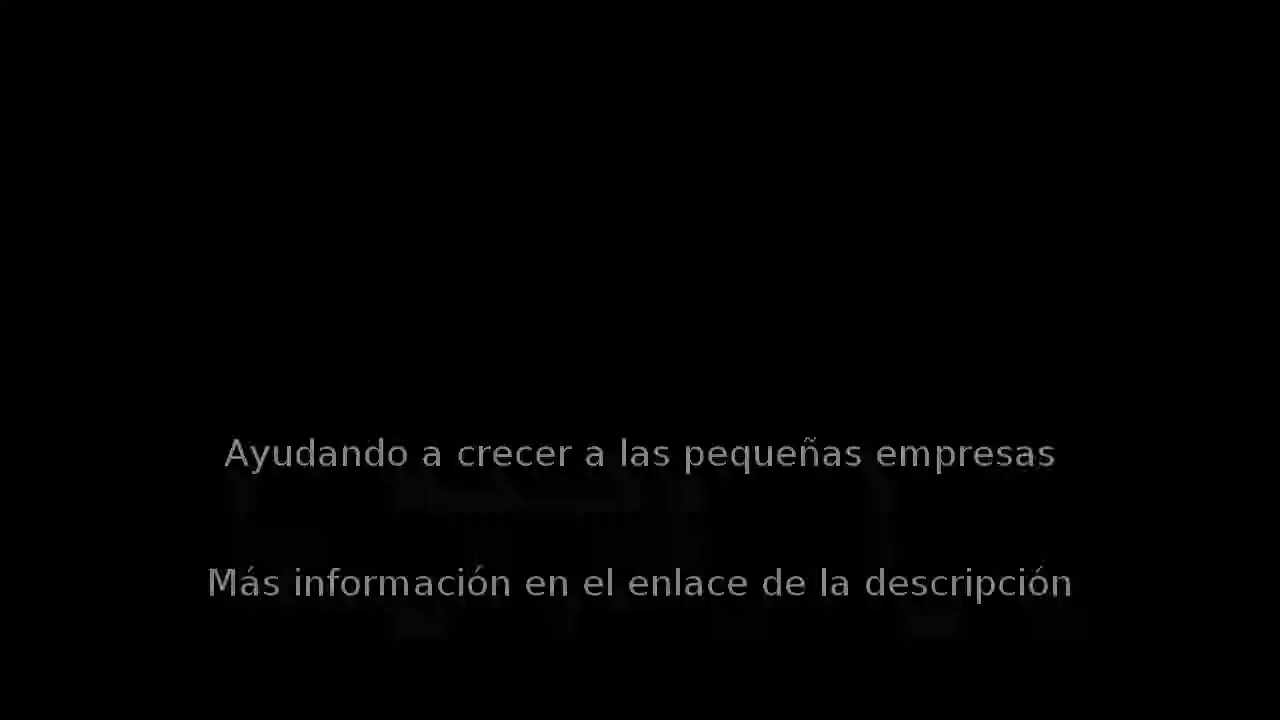 Ayudando a crecer a las pequeñas empresas
Más información en el enlace de la descripción